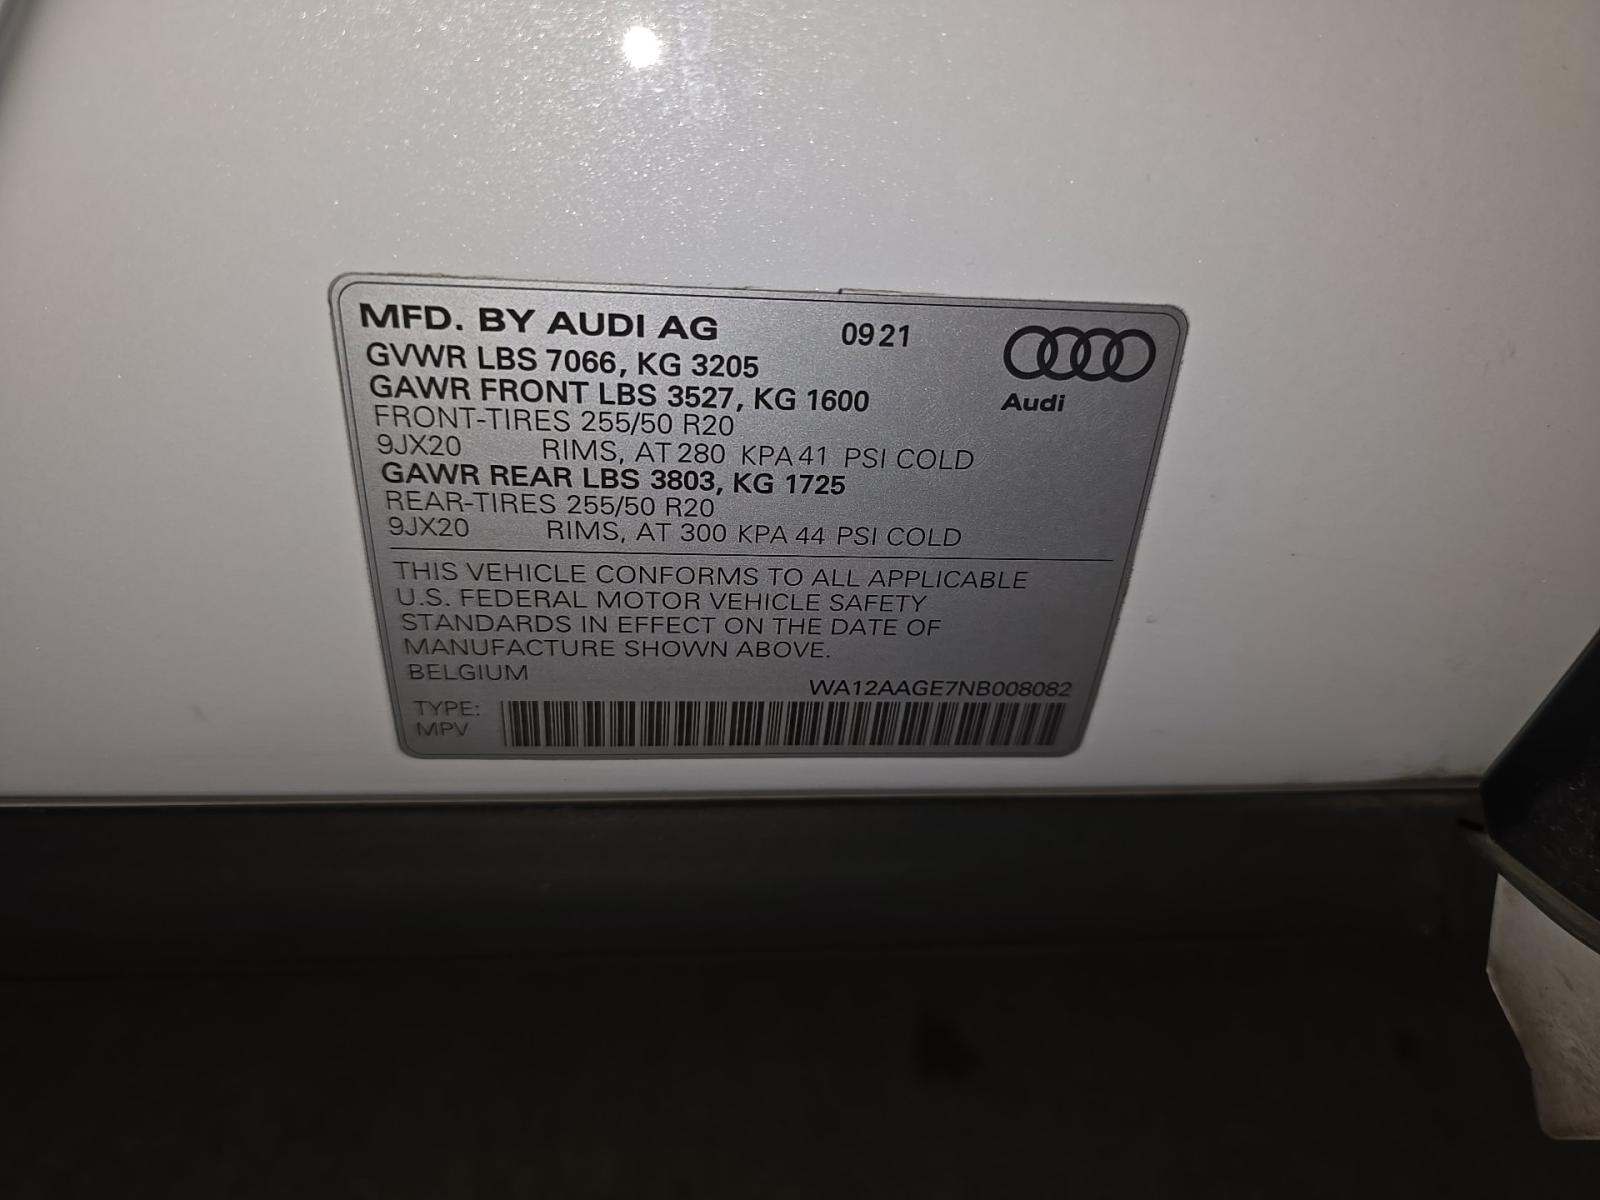 MFD. BY AUDI AG 09 21
GVWR LBS 7066, KG 3205
GAWR FRONT LBS 3527, KG 1600
Audi
FRONT-TIRES 255/50 R20
9JX20 RIMS, AT 280 KPA 41 PSI COLD
GAWR REAR LBS 3803, KG 1725
REAR-TIRES 255/50 R20
9JX20 RIMS, AT 300 KPA 44 PSI COLD
THIS VEHICLE CONFORMS TO ALL APPLICABLE
U.S. FEDERAL MOTOR VEHICLE SAFETY
STANDARDS IN EFFECT ON THE DATE OF
MANUFACTURE SHOWN ABOVE.
BELGIUM
WA12AAGE7NB008082
TYPE:
MPV